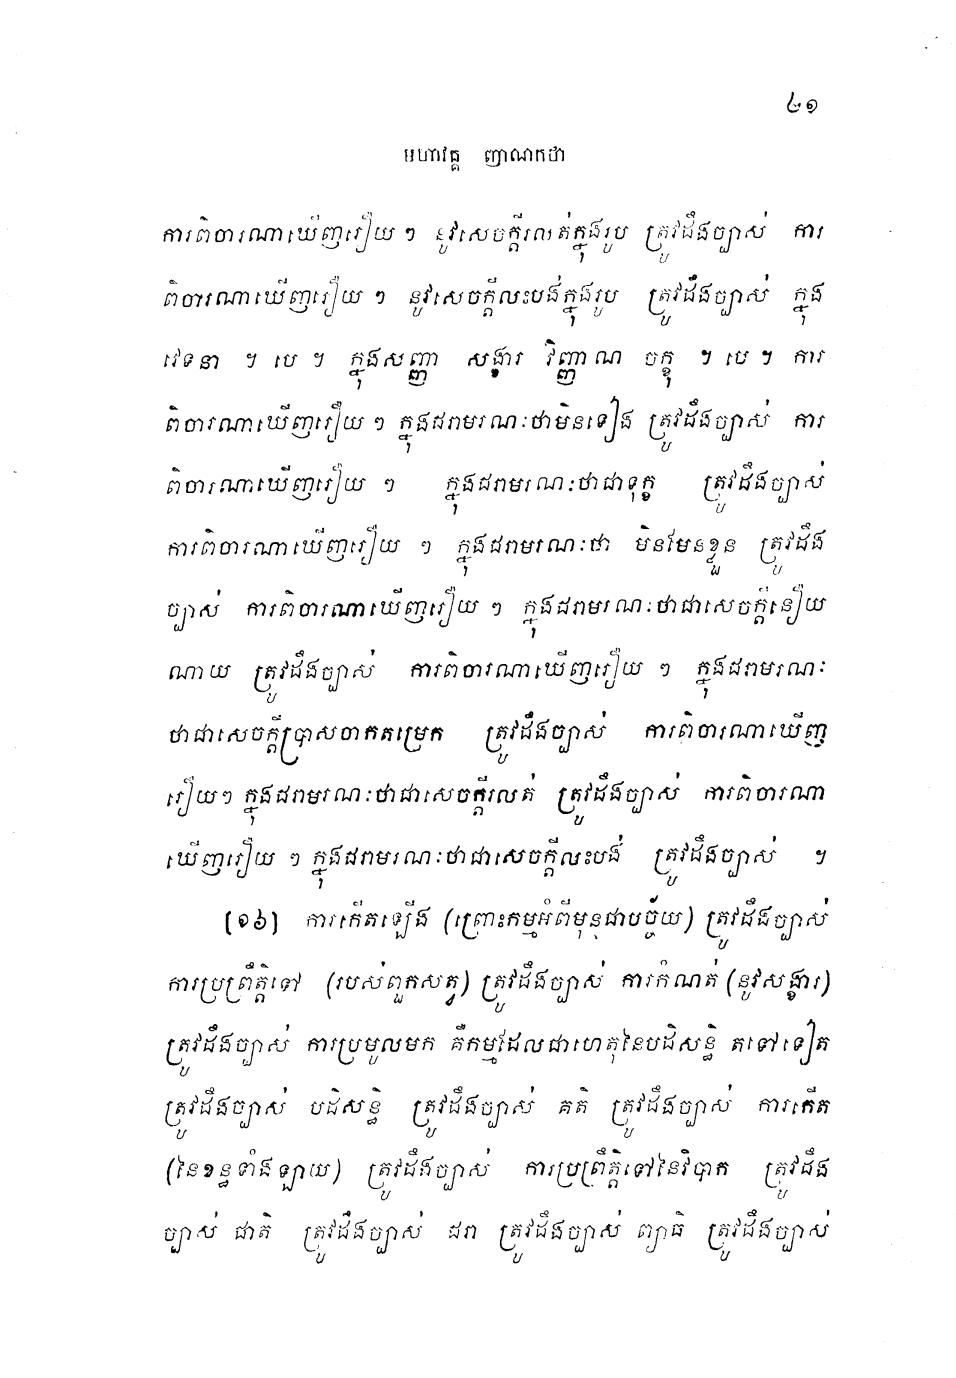 ៤១
មហាវគ្គ ញាណកថា
ការពិចារណាឃើញរឿយ ៗ នូវសេចក្តីរលត់ក្នុងរូប ត្រូវដឹងច្បាស់ ការ
ពិចារណាឃើញរឿយ ៗ នូវសេចក្តីលះបង់ក្នុងរូប ត្រូវដឹងច្បាស់ ក្នុង
វេទនា ។ បេ ។ ក្នុងសញ្ញា សង្ខារ វិញ្ញាណ ចក្ខុ ។ បេ ។ ការ
ពិចារណាឃើញរឿយ ៗ ក្នុងជរាមរណៈថាមិនទៀង ត្រូវដឹងច្បាស់ ការ
ពិចារណាឃើញរឿយ ៗ ក្នុងជរាមរណៈថាជាទុក្ខ ត្រូវដឹងច្បាស់
ការពិចារណាឃើញរឿយ ៗ ក្នុងជរាមរណៈថា មិនមែនខ្លួន ត្រូវដឹង
ច្បាស់ ការពិចារណាឃើញរឿយ ៗ ក្នុងជរាមរណៈថាជាសេចក្តីនឿយ
ណាយ ត្រូវដឹងច្បាស់ ការពិចារណាឃើញរឿយ ៗ ក្នុងជរាមរណៈ
ថាជាសេចក្តីប្រាសចាកតម្រេក ត្រូវដឹងច្បាស់ ការពិចារណាឃើញ
រឿយៗ ក្នុងជរាមរណៈថាជាសេចក្តីរលត់ ត្រូវដឹងច្បាស់ ការពិចារណា
ឃើញរឿយ ៗ ក្នុងជរាមរណៈថាជាសេចក្តីលះបង់ ត្រូវដឹងច្បាស់ ។
[១៦] ការកើតឡើង (ព្រោះកម្មអំពីមុនជាបច្ច័យ) ត្រូវដឹងច្បាស់
ការប្រព្រឹត្តិទៅ (របស់ពួកសត្វ) ត្រូវដឹងច្បាស់ ការកំណត់ (នូវសង្ខារ)
ត្រូវដឹងច្បាស់ ការប្រមូលមក គឺកម្មដែលជាហេតុនៃបដិសន្ធិ តទៅទៀត
ត្រូវដឹងច្បាស់ បដិសន្ធិ ត្រូវដឹងច្បាស់ គតិ ត្រូវដឹងច្បាស់ ការកើត
(នៃខន្ធទាំងឡាយ) ត្រូវដឹងច្បាស់ ការប្រព្រឹត្តិទៅនៃវិបាក ត្រូវដឹង
ច្បាស់ ជាតិ ត្រូវដឹងច្បាស់ ជរា ត្រូវដឹងច្បាស់ ព្យាធិ ត្រូវដឹងច្បាស់